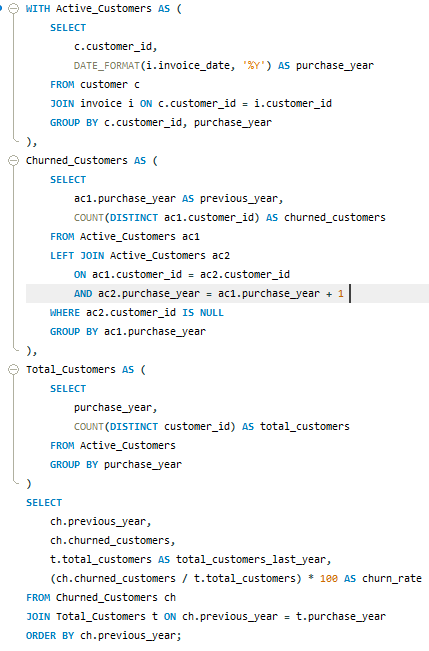 WITH Active_Customers AS (
SELECT
c.customer_id,
DATE_FORMAT(i.invoice_date, '%Y') AS purchase_year
FROM customer c
JOIN invoice i ON c.customer_id = i.customer_id
GROUP BY c.customer_id, purchase_year
),
Churned_Customers AS (
SELECT
ac1.purchase_year AS previous_year,
COUNT(DISTINCT ac1.customer_id) AS churned_customers
FROM Active_Customers ac1
LEFT JOIN Active_Customers ac2
ON ac1.customer_id = ac2.customer_id
AND ac2.purchase_year = ac1.purchase_year + 1
WHERE ac2.customer_id IS NULL
GROUP BY ac1.purchase_year
),
Total_Customers AS (
SELECT
purchase_year,
COUNT(DISTINCT customer_id) AS total_customers
FROM Active_Customers
GROUP BY purchase_year
)
SELECT
ch.previous_year,
ch.churned_customers,
t.total_customers AS total_customers_last_year,
(ch.churned_customers / t.total_customers) * 100 AS churn_rate
FROM Churned_Customers ch
JOIN Total_Customers t ON ch.previous_year = t.purchase_year
ORDER BY ch.previous_year;